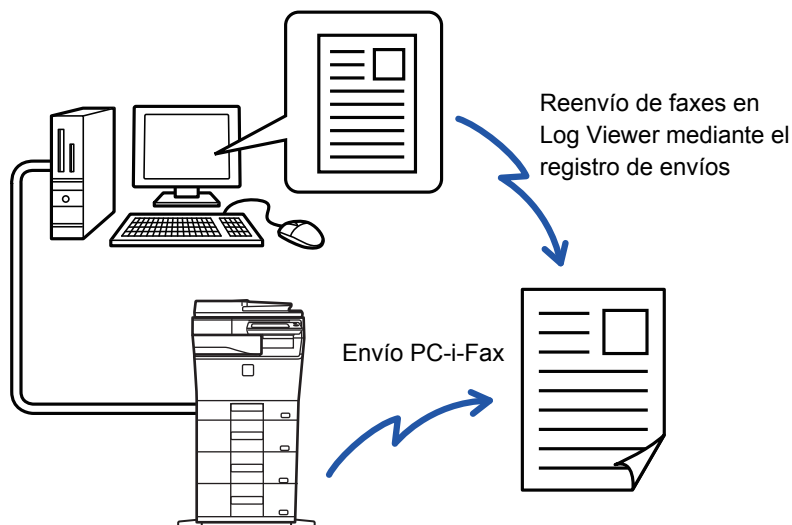 Reenvío de faxes en
Log Viewer mediante el
registro de envíos
Envío PC-i-Fax